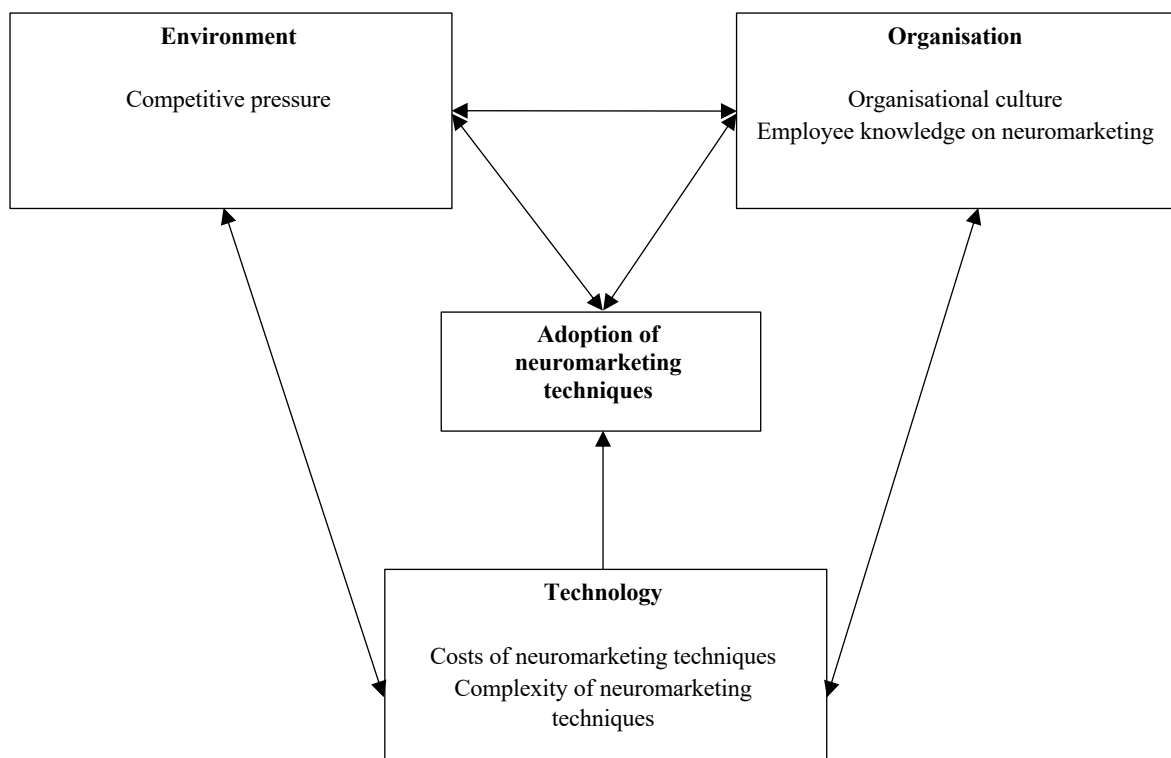 Environment
Competitive pressure
Organisation
Organisational culture
Employee knowledge on neuromarketing
Adoption of
neuromarketing
techniques
Technology
Costs of neuromarketing techniques
Complexity of neuromarketing
techniques